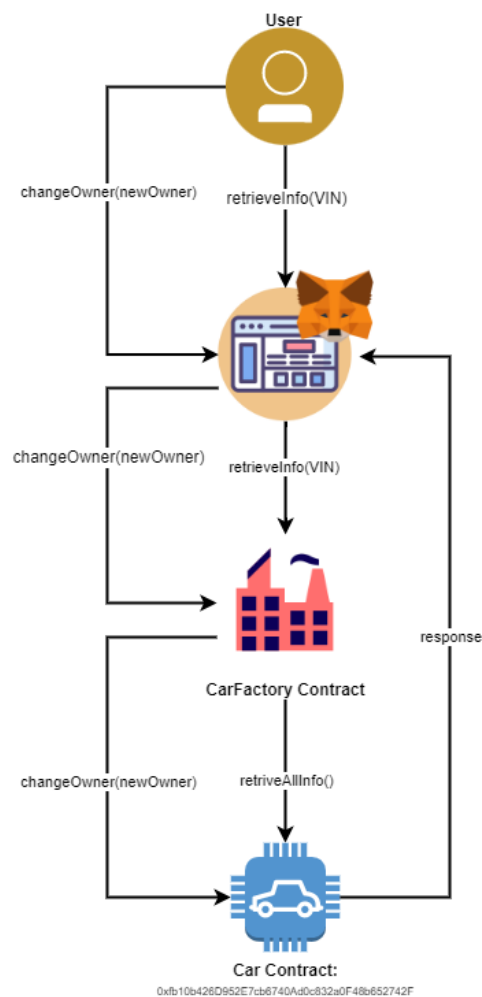 User
changeOwner(newOwner)
retrieveInfo(VIN)
changeOwner(newOwner)
retrieveInfo(VIN)
response
CarFactory Contract
changeOwner(newOwner)
retriveAllInfo()
Car Contract:
0xfb10b426D952E7cb6740Ad0c832a0F48b652742F